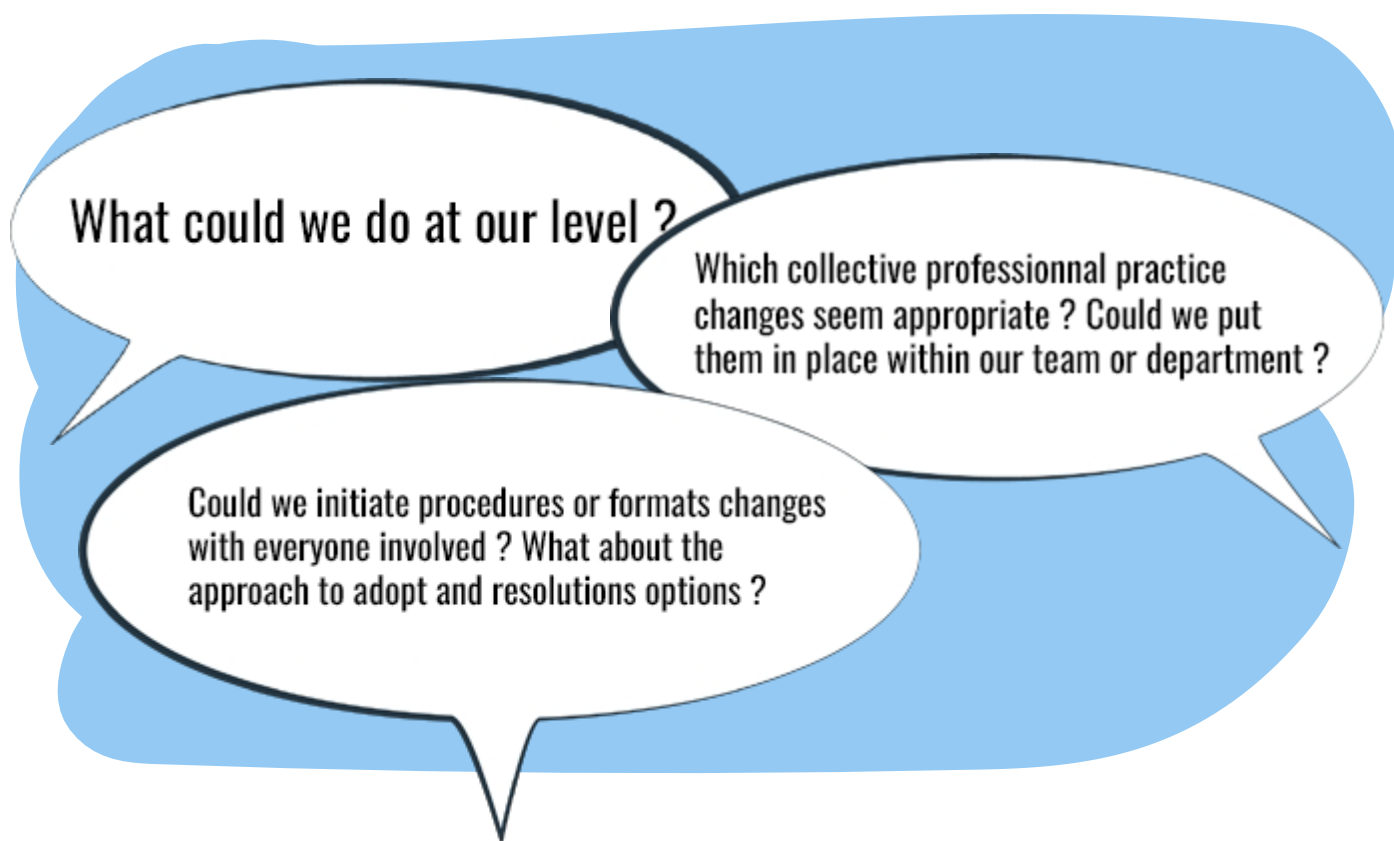 What could we do at our level ?
Which collective professionnal practice
changes seem appropriate ? Could we put
them in place within our team or department ?
Could we initiate procedures or formats changes
with everyone involved ? What about the
approach to adopt and resolutions options ?